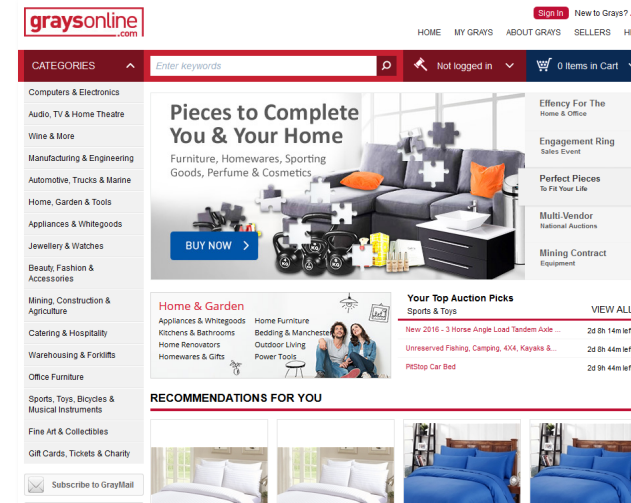 graysonline
.com
Sign In New to Grays?
HOME MY GRAYS ABOUT GRAYS SELLERS
CATEGORIES
Enter keywords
Not logged in
0 Items in Cart
Computers & Electronics
Audio, TV & Home Theatre
Wine & More
Manufacturing & Engineering
Automotive, Trucks & Marine
Home, Garden & Tools
Appliances & Whitegoods
Jewellery & Watches
Beauty, Fashion &
Accessories
Mining, Construction &
Agriculture
Catering & Hospitality
Warehousing & Forklifts
Office Furniture
Sports, Toys, Bicycles &
Musical Instruments
Fine Art & Collectibles
Gift Cards, Tickets & Charity
Subscribe to GrayMail
Pieces to Complete
You & Your Home
Furniture, Homewares, Sporting
Goods, Perfume & Cosmetics
BUY NOW
Effency For The
Home & Office
Engagement Ring
Sales Event
Perfect Pieces
To Fit Your Life
Multi-Vendor
National Auctions
Mining Contract
Equipment
Home & Garden
Appliances & Whitegoods
Kitchens & Bathrooms
Home Renovators
Homewares & Gifts
Home Furniture
Bedding & Manchester
Outdoor Living
Power Tools
Your Top Auction Picks
Sports & Toys
VIEW ALL
New 2016 - 3 Horse Angle Load Tandem Axle ... 2d 8h 14m left
Unreserved Fishing, Camping, 4X4, Kayaks &... 2d 8h 44m left
PitStop Car Bed 2d 9h 44m left
RECOMMENDATIONS FOR YOU